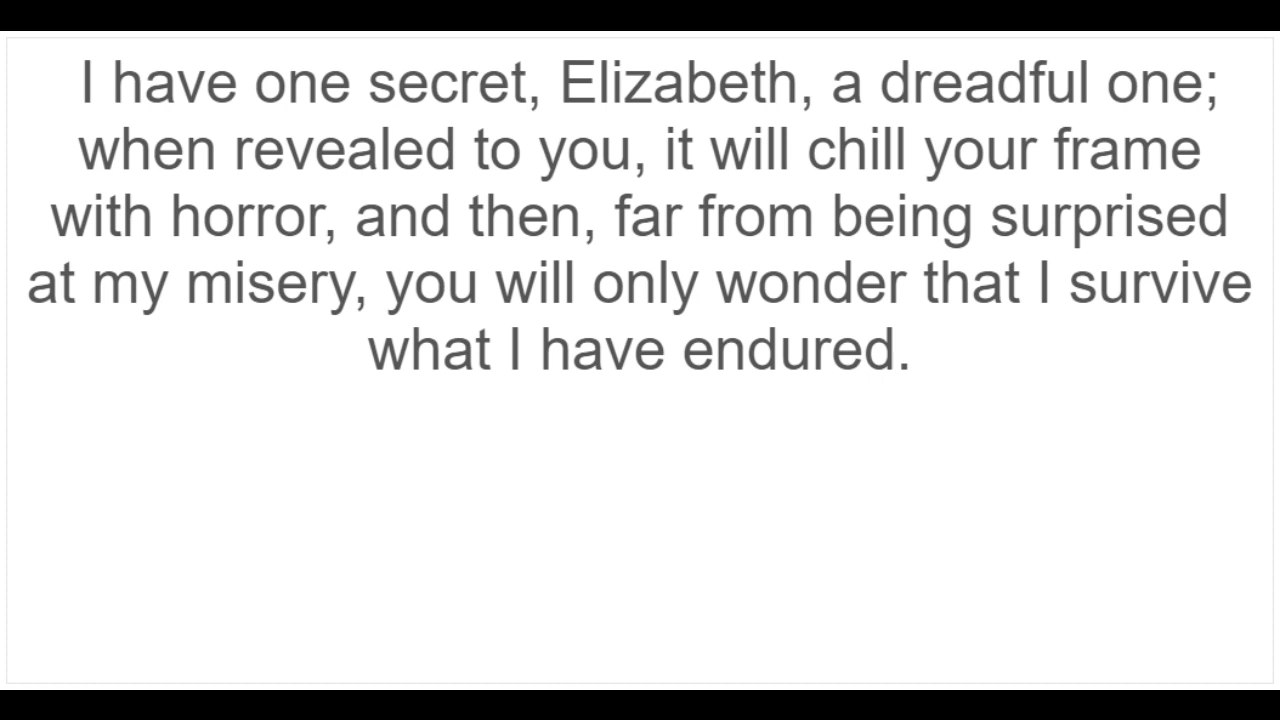 I have one secret, Elizabeth, a dreadful one;
when revealed to you, it will chill your frame
with horror, and then, far from being surprised
at my misery, you will only wonder that I survive
what I have endured.